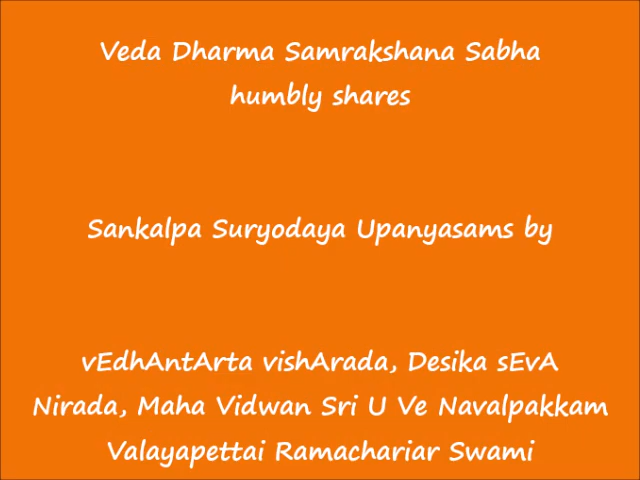 Veda Dharma Samrakshana Sabha
humbly shares
Sankalpa Suryodaya Upanyasams by
vEdhAntArta vishArada, Desika sEvA
Nirada, Maha Vidwan Sri U Ve Navalpakkam
Valayapettai Ramachariar Swami